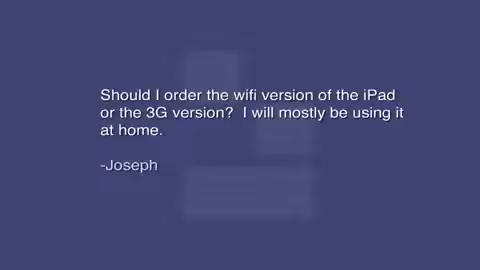 Should I order the wifi version of the iPad
or the 3G version?  I will mostly be using it
at home.
-Joseph